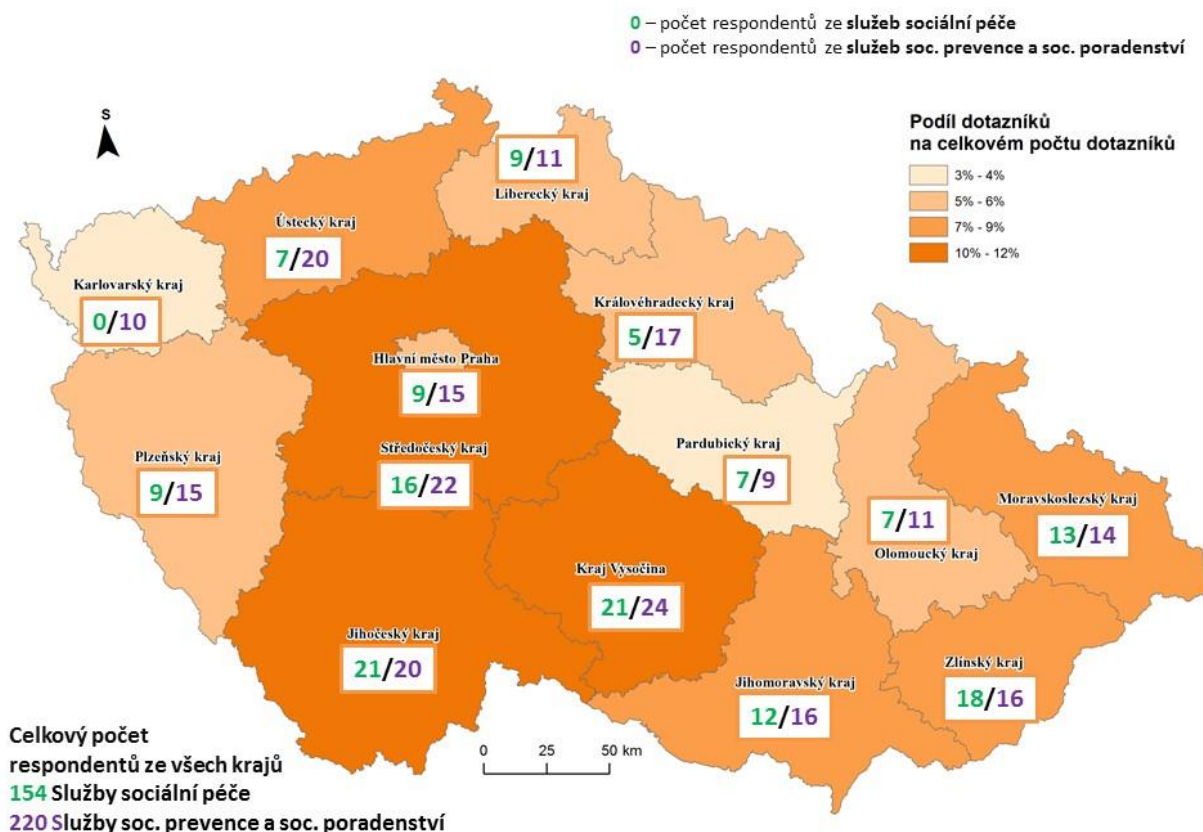 0 – počet respondentů ze služeb sociální péče
0 – počet respondentů ze služeb soc. prevence a soc. poradenství
S
Podíl dotazníků
na celkovém počtu dotazníků
3% - 4%
5% - 6%
7% - 9%
10% - 12%
9/11
Liberecký kraj
Ústecký kraj
7/20
Karlovarský kraj
0/10
Královéhradecký kraj
5/17
Hlavní město Praha
9/15
Středočeský kraj
16/22
Plzeňský kraj
9/15
Pardubický kraj
7/9
7/11
Olomoucký kraj
Moravskoslezský kraj
13/14
Kraj Vysočina
21/24
Jihočeský kraj
21/20
Jihomoravský kraj
12/16
Zlínský kraj
18/16
0 25 50 km
Celkový počet
respondentů ze všech krajů
154 Služby sociální péče
220 Služby soc. prevence a soc. poradenství